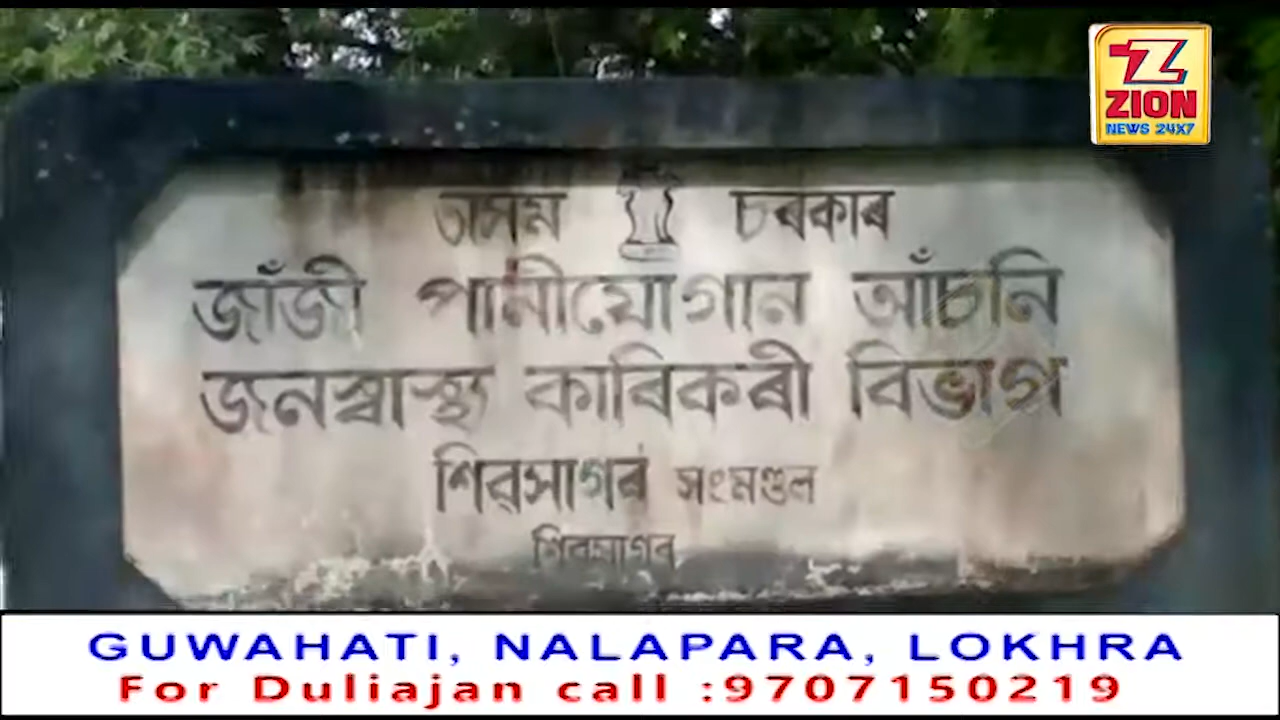 ZION
NEWS 24X7
অসম চৰকাৰ
জাঁজী পানীযোগান আঁচনি
জনস্বাস্থ্য কাৰিকৰী বিভাগ
শিৱসাগৰ সংমণ্ডল
শিৱসাগৰ
GUWAHATI, NALAPARA, LOKHRA
For Duliajan call :9707150219